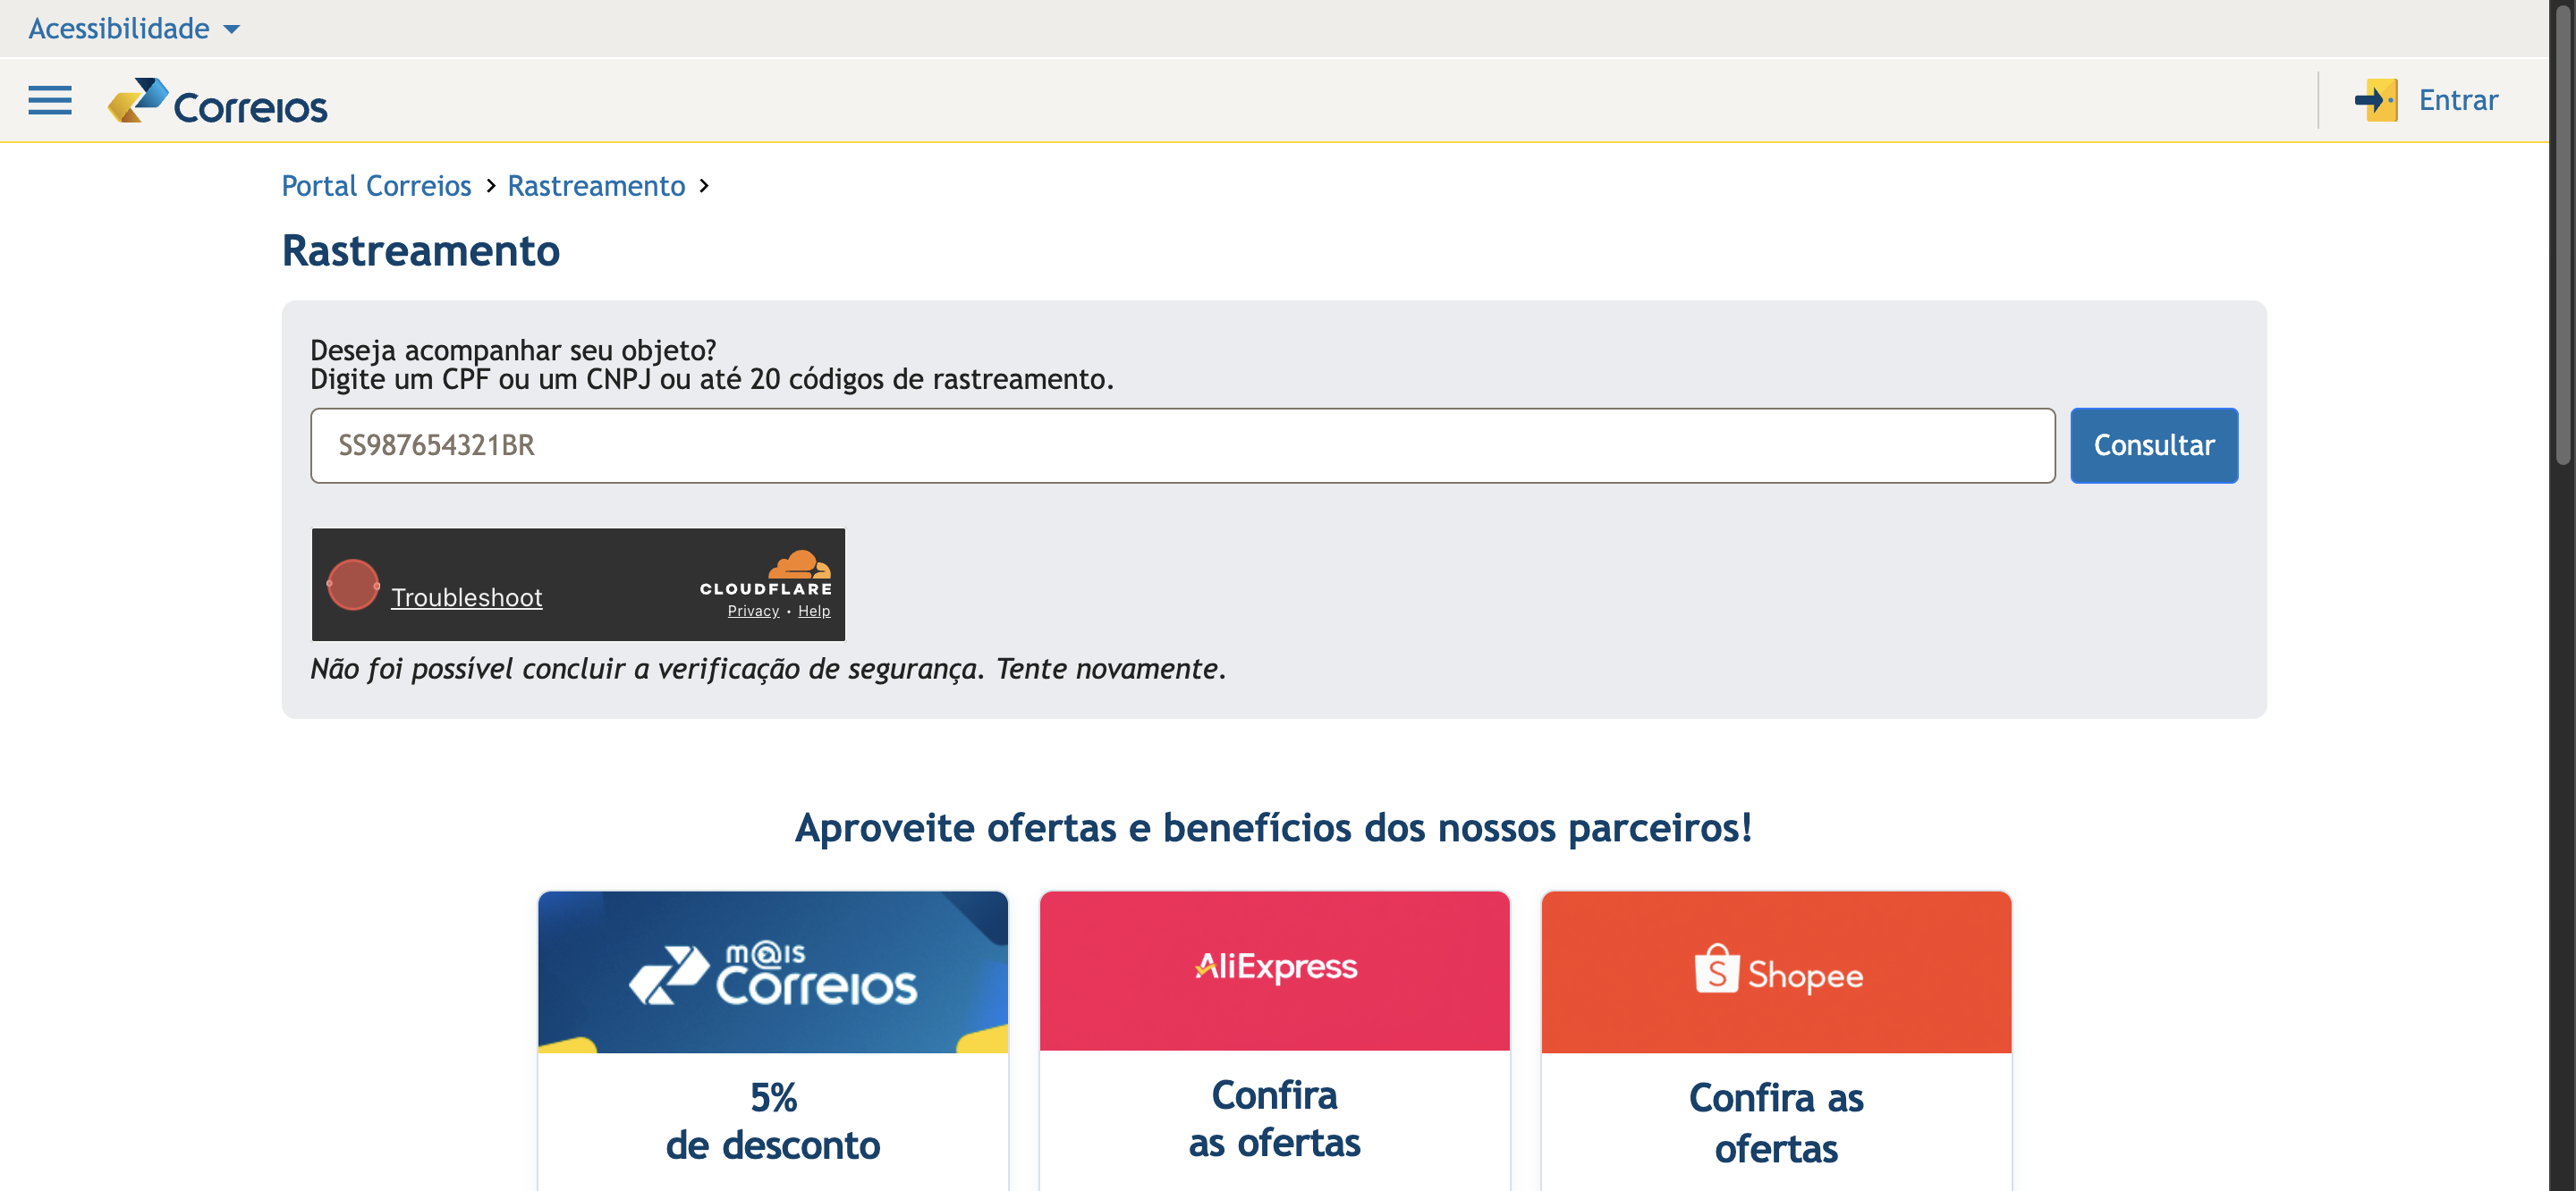 Acessibilidade
Correios
Entrar
Portal Correios > Rastreamento >
Rastreamento
Deseja acompanhar seu objeto?
Digite um CPF ou um CNPJ ou até 20 códigos de rastreamento.
SS987654321BR
Consultar
Troubleshoot
CLOUDFLARE
Privacy • Help
Não foi possível concluir a verificação de segurança. Tente novamente.
Aproveite ofertas e benefícios dos nossos parceiros!
m@is
Correios
AliExpress
S Shopee
5%
de desconto
Confira
as ofertas
Confira as
ofertas